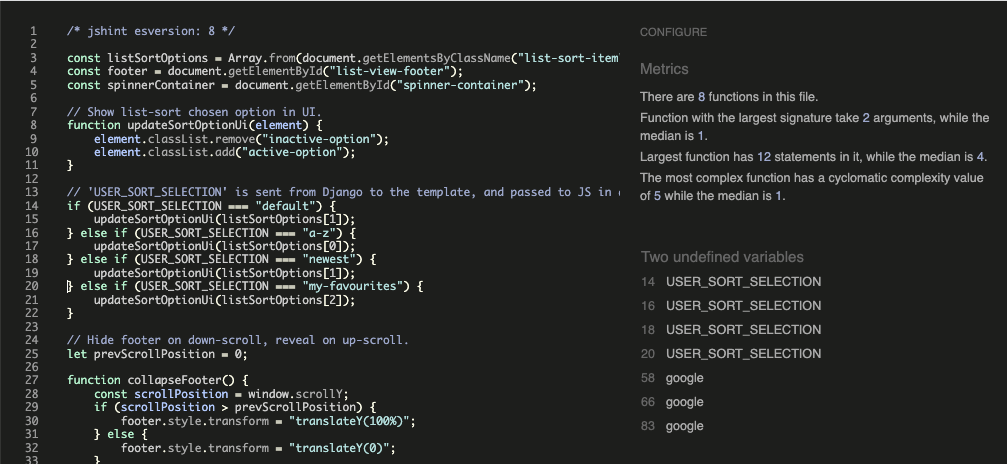 1 /* jshint esversion: 8 */
2
3 const listSortOptions = Array.from(document.getElementsByClassName("list-sort-item
4 const footer = document.getElementById("list-view-footer");
5 const spinnerContainer = document.getElementById("spinner-container");
6
7 // Show list-sort chosen option in UI.
8 function updateSortOptionUi(element) {
9     element.classList.remove("inactive-option");
10     element.classList.add("active-option");
11 }
12
13 // 'USER_SORT_SELECTION' is sent from Django to the template, and passed to JS in
14 if (USER_SORT_SELECTION === "default") {
15     updateSortOptionUi(listSortOptions[1]);
16 } else if (USER_SORT_SELECTION === "a-z") {
17     updateSortOptionUi(listSortOptions[0]);
18 } else if (USER_SORT_SELECTION === "newest") {
19     updateSortOptionUi(listSortOptions[1]);
20 } else if (USER_SORT_SELECTION === "my-favourites") {
21     updateSortOptionUi(listSortOptions[2]);
22 }
23
24 // Hide footer on down-scroll, reveal on up-scroll.
25 let prevScrollPosition = 0;
26
27 function collapseFooter() {
28     const scrollPosition = window.scrollY;
29     if (scrollPosition > prevScrollPosition) {
30         footer.style.transform = "translateY(100%)";
31     } else {
32         footer.style.transform = "translateY(0)";
33     }
CONFIGURE
Metrics
There are 8 functions in this file.
Function with the largest signature take 2 arguments, while the
median is 1.
Largest function has 12 statements in it, while the median is 4.
The most complex function has a cyclomatic complexity value
of 5 while the median is 1.
Two undefined variables
14 USER_SORT_SELECTION
16 USER_SORT_SELECTION
18 USER_SORT_SELECTION
20 USER_SORT_SELECTION
58 google
66 google
83 google